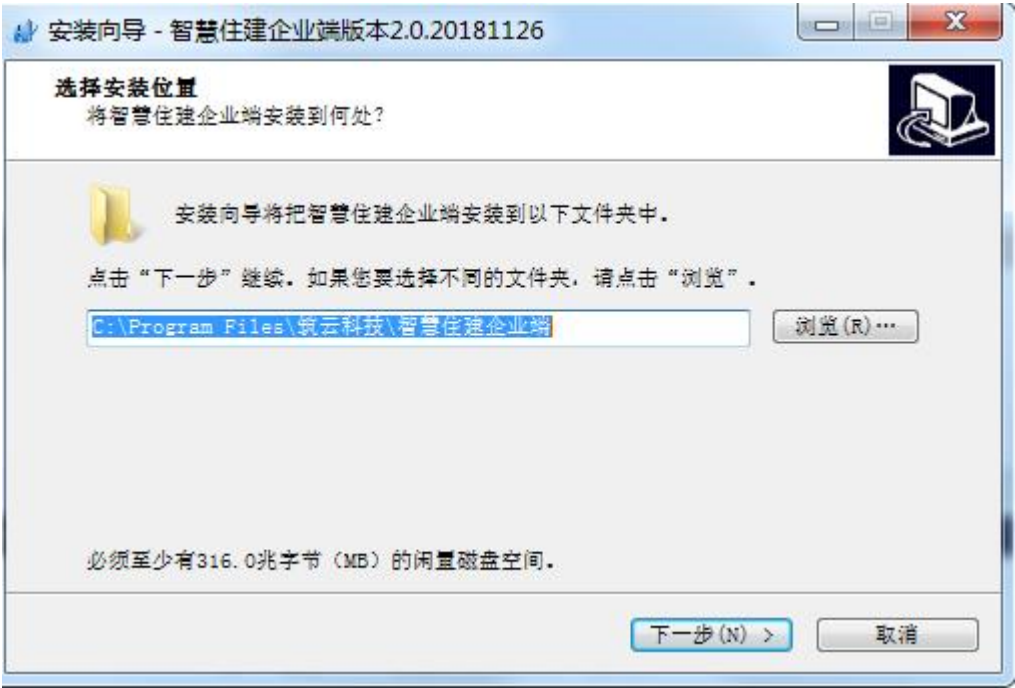 安装向导 - 智慧住建企业端版本2.0.20181126
选择安装位置
将智慧住建企业端安装到何处？
安装向导将把智慧住建企业端安装到以下文件夹中.
点击“下一步”继续. 如果您要选择不同的文件夹，请点击“浏览”.
C:\Program Files\筑云科技\智慧住建企业端
浏览(R)…
必须至少有316.0兆字节（MB）的闲置磁盘空间.
下一步(N) >
取消